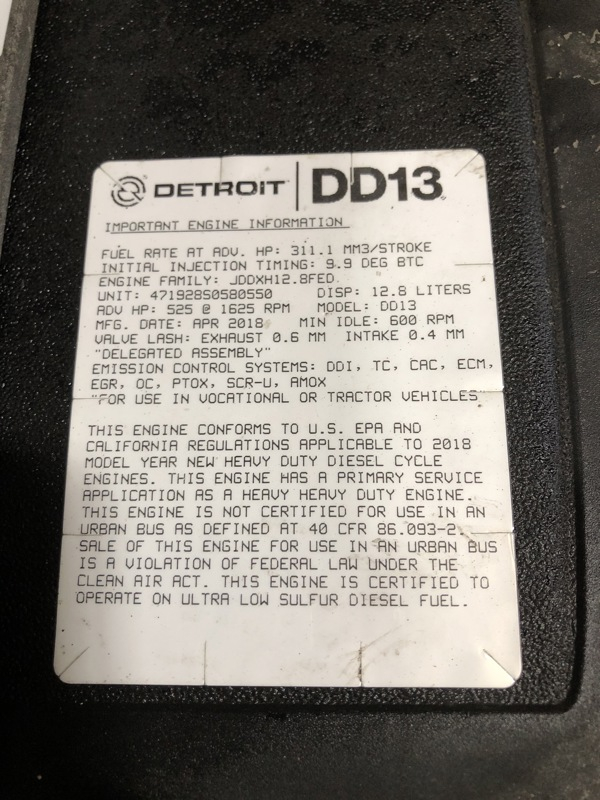 DETROIT | DD13
IMPORTANT ENGINE INFORMATION
FUEL RATE AT ADV. HP: 311.1 MM3/STROKE
INITIAL INJECTION TIMING: 9.9 DEG BTC
ENGINE FAMILY: JDDXH12.8FED
UNIT: 471928S0580550 DISP: 12.8 LITERS
ADV HP: 525 @ 1625 RPM MODEL: DD13
MFG. DATE: APR 2018 MIN IDLE: 600 RPM
VALVE LASH: EXHAUST 0.6 MM INTAKE 0.4 MM
"DELEGATED ASSEMBLY"
EMISSION CONTROL SYSTEMS: DDI, TC, CAC, ECM,
EGR, OC, PTOX, SCR-U, AMOX
"FOR USE IN VOCATIONAL OR TRACTOR VEHICLES"
THIS ENGINE CONFORMS TO U.S. EPA AND
CALIFORNIA REGULATIONS APPLICABLE TO 2018
MODEL YEAR NEW HEAVY DUTY DIESEL CYCLE
ENGINES. THIS ENGINE HAS A PRIMARY SERVICE
APPLICATION AS A HEAVY HEAVY DUTY ENGINE.
THIS ENGINE IS NOT CERTIFIED FOR USE IN AN
URBAN BUS AS DEFINED AT 40 CFR 86.093-2.
SALE OF THIS ENGINE FOR USE IN AN URBAN BUS
IS A VIOLATION OF FEDERAL LAW UNDER THE
CLEAN AIR ACT. THIS ENGINE IS CERTIFIED TO
OPERATE ON ULTRA LOW SULFUR DIESEL FUEL.